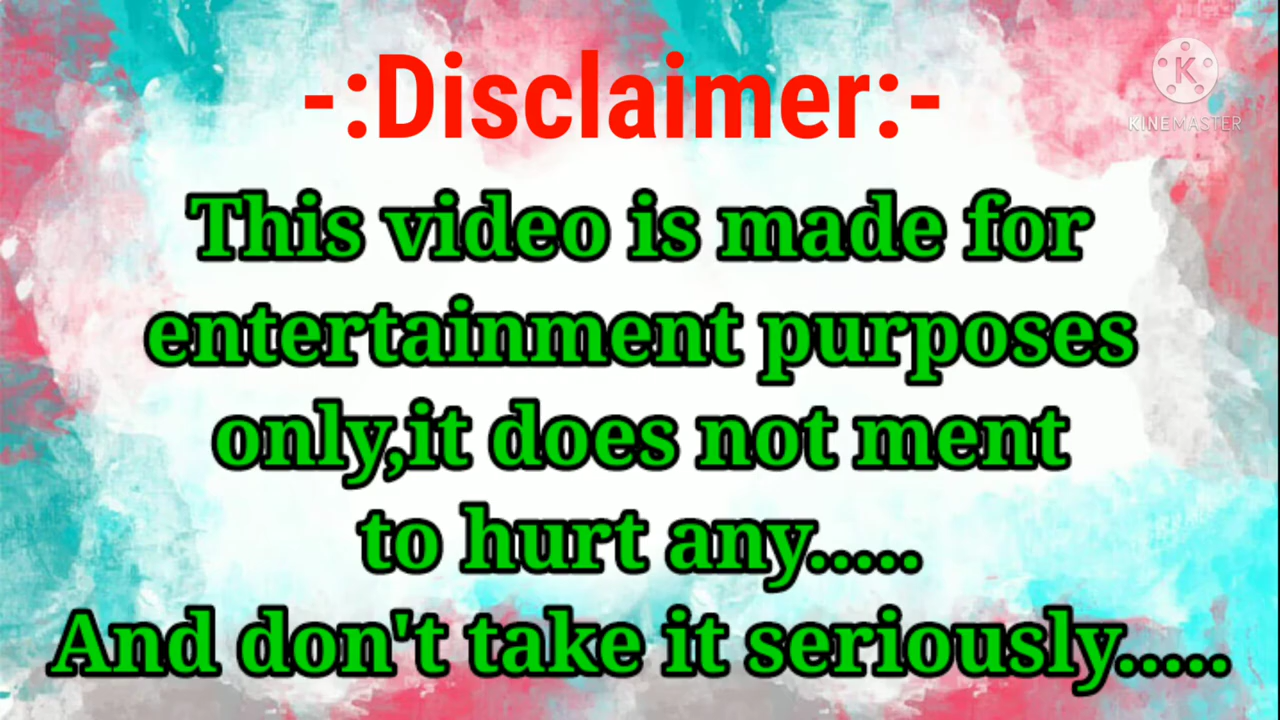 -:Disclaimer:-
K
KINEMASTER
This video is made for
entertainment purposes
only,it does not ment
to hurt any.....
And don't take it seriously.....